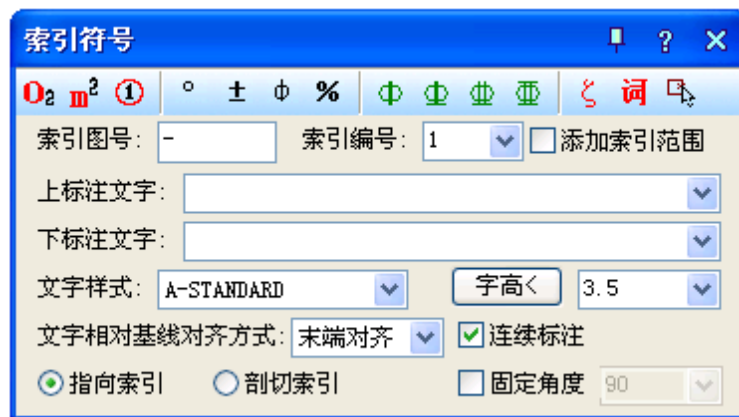 索引符号 ? ×
O₂ m² ① ° ± ф % ζ 词
索引图号: - 索引编号: 1 添加索引范围
上标注文字:
下标注文字:
文字样式: A-STANDARD 字高< 3.5
文字相对基线对齐方式: 末端对齐 连续标注
指向索引 剖切索引 固定角度 90